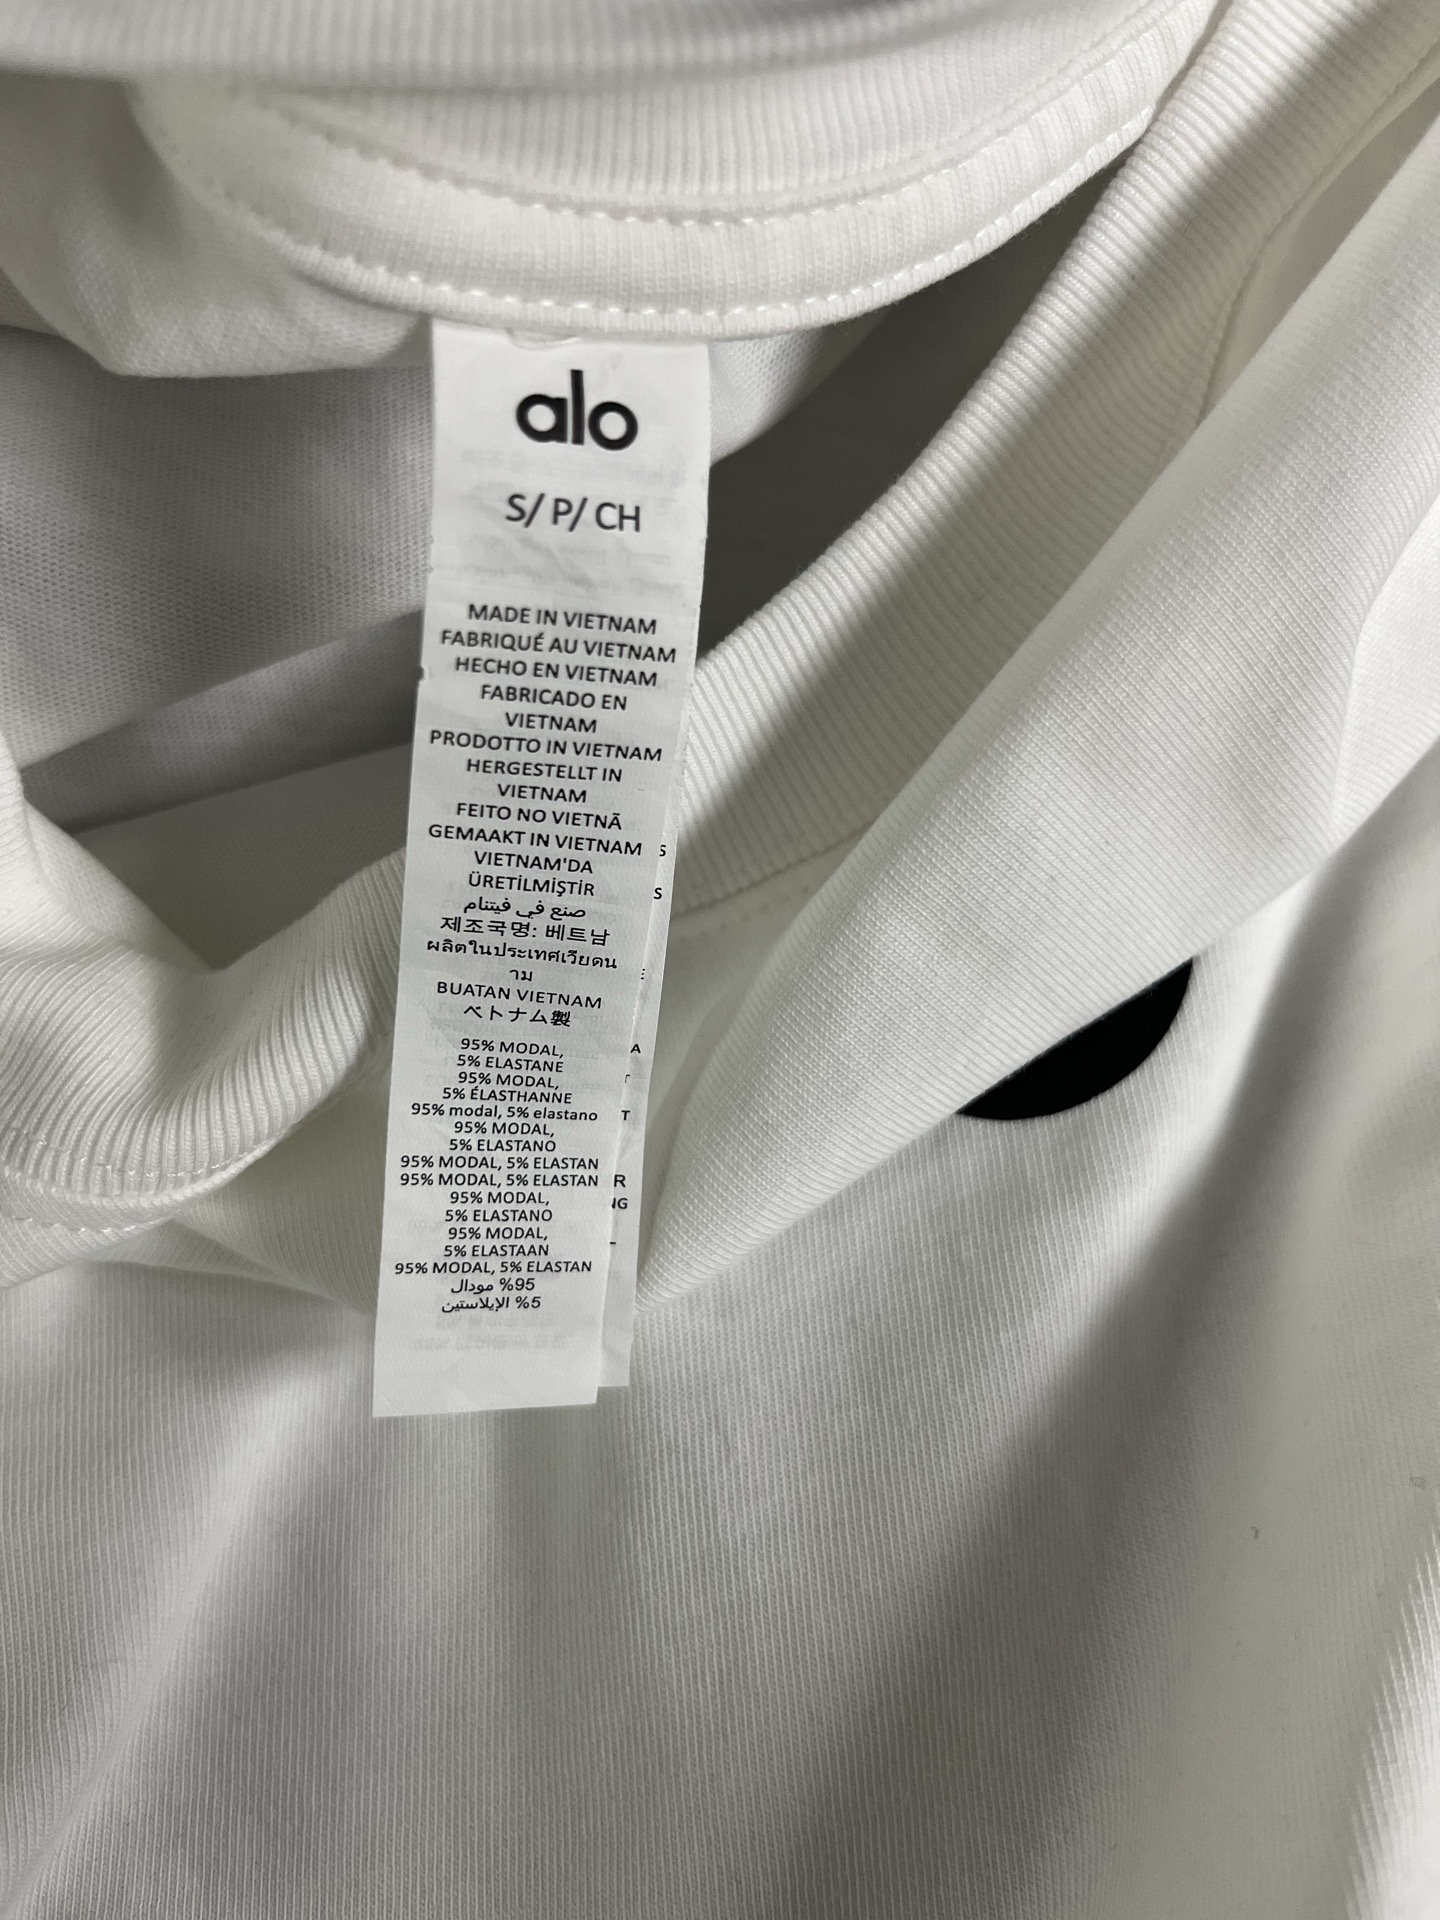 alo
S/ P/ CH
MADE IN VIETNAM
FABRIQUÉ AU VIETNAM
HECHO EN VIETNAM
FABRICADO EN
VIETNAM
PRODOTTO IN VIETNAM
HERGESTELLT IN
VIETNAM
FEITO NO VIETNÃ
GEMAAKT IN VIETNAM
VIETNAM'DA
ÜRETİLMİŞTİR
صنع في فيتنام
제조국명: 베트남
ผลิตในประเทศเวียดน
าม
BUATAN VIETNAM
ベトナム製
95% MODAL,
5% ELASTANE
95% MODAL,
5% ÉLASTHANNE
95% modal, 5% elastano
95% MODAL,
5% ELASTANO
95% MODAL, 5% ELASTAN
95% MODAL, 5% ELASTAN
95% MODAL,
5% ELASTANO
95% MODAL,
5% ELASTAAN
95% MODAL, 5% ELASTAN
95% مودال
5% الإيلاستين